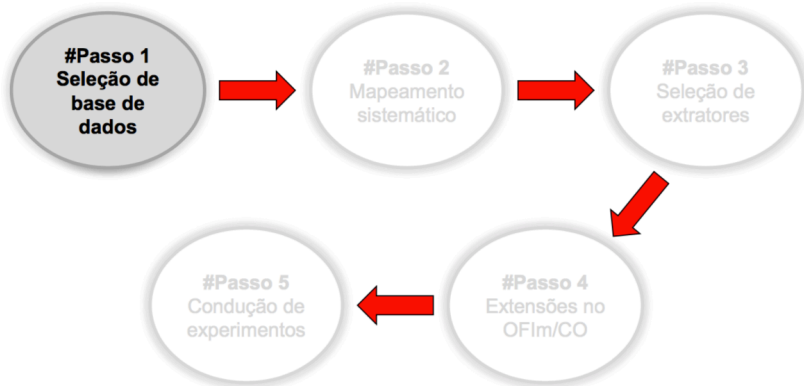 #Passo 1
Seleção de
base de
dados
#Passo 2
Mapeamento
sistemático
#Passo 3
Seleção de
extratores
#Passo 4
Extensões no
OFIm/CO
#Passo 5
Condução de
experimentos